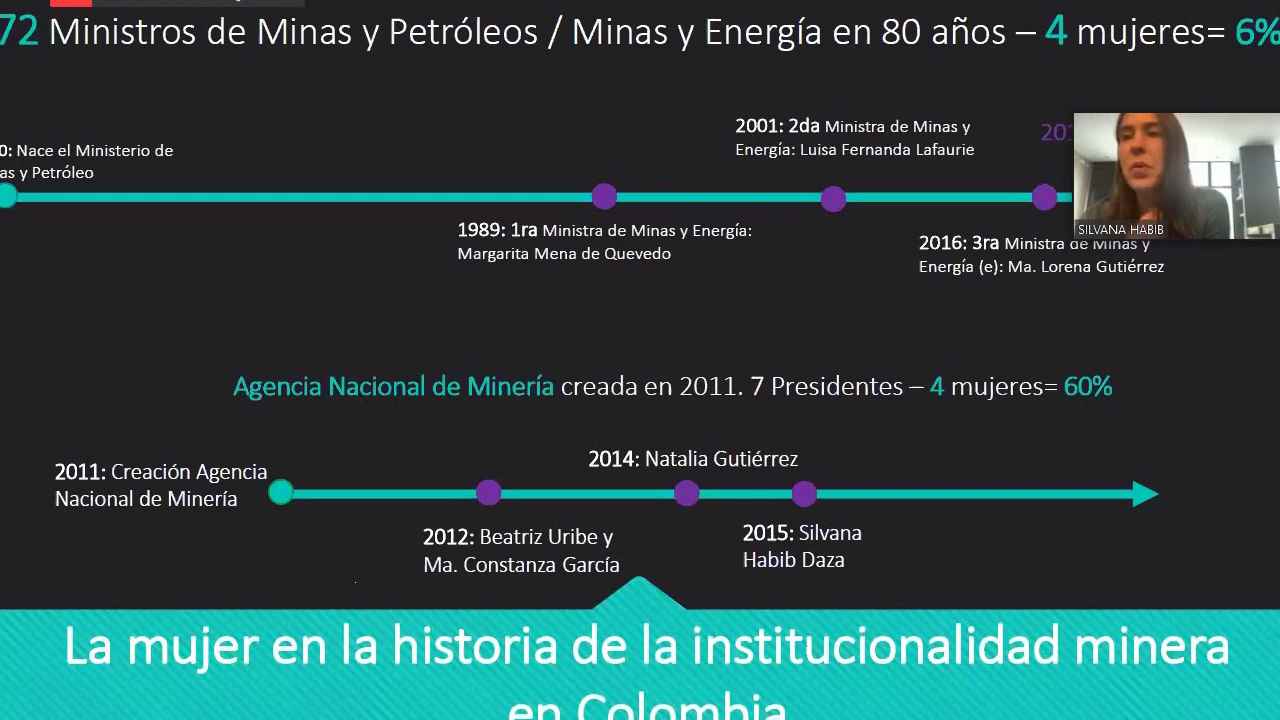 72 Ministros de Minas y Petróleos / Minas y Energía en 80 años – 4 mujeres= 6%
2001: 2da Ministra de Minas y
Energía: Luisa Fernanda Lafaurie
0: Nace el Ministerio de
as y Petróleo
SILVANA HABIB
1989: 1ra Ministra de Minas y Energía:
Margarita Mena de Quevedo
2016: 3ra Ministra de Minas y
Energía (e): Ma. Lorena Gutiérrez
Agencia Nacional de Minería creada en 2011. 7 Presidentes – 4 mujeres= 60%
2011: Creación Agencia
Nacional de Minería
2014: Natalia Gutiérrez
2012: Beatriz Uribe y
Ma. Constanza García
2015: Silvana
Habib Daza
La mujer en la historia de la institucionalidad minera
en Colombia